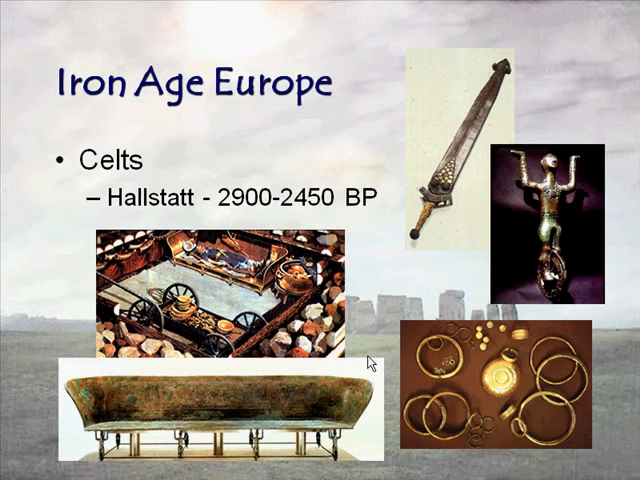 Iron Age Europe
• Celts
– Hallstatt - 2900-2450 BP